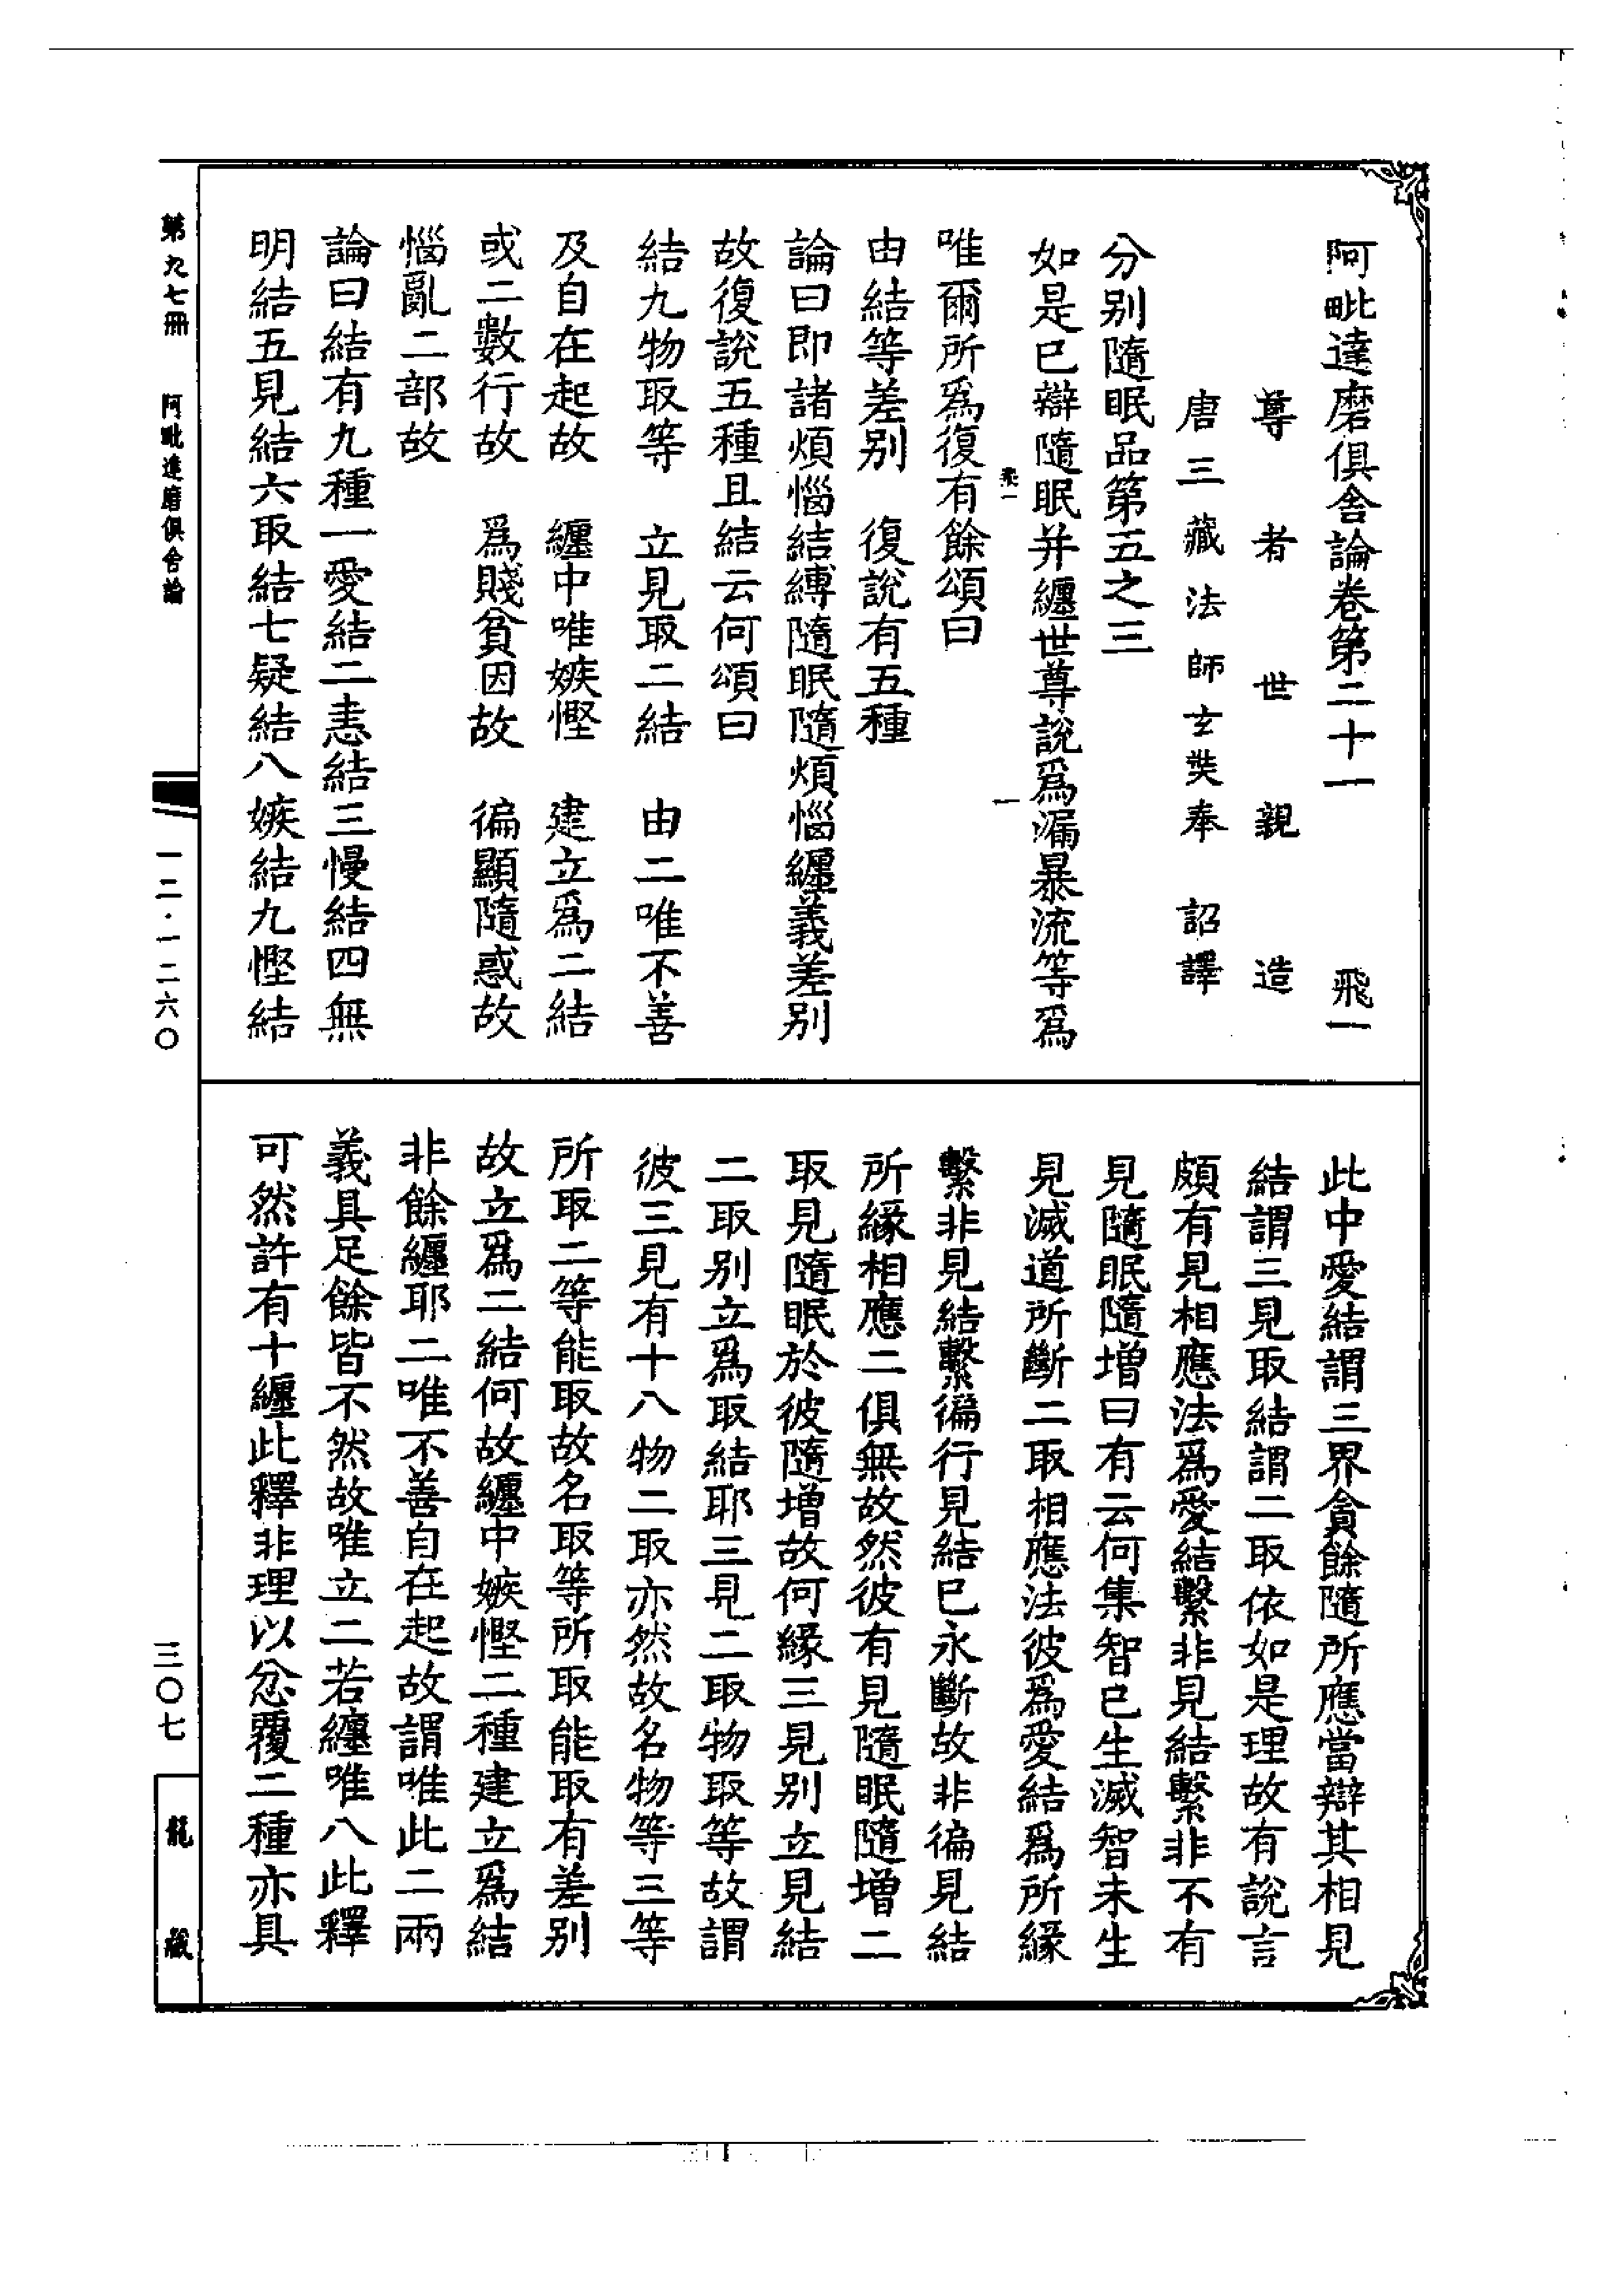 阿毗達磨俱舍論卷第二十一 飛一
尊者世親造
唐三藏法師玄奘奉 詔譯
分别隨眠品第五之三
如是巳辯隨眠并纏世尊說爲漏暴流等爲
唯爾所爲復有餘頌曰
由結等差别 復說有五種
論曰即諸煩惱結縛隨眠隨煩惱纏義差别
故復說五種且結云何頌曰
結九物取等 立見取二結 由二唯不善
及自在起故 纏中唯嫉慳 建立爲二結
或二數行故 爲賤貧因故 徧顯隨惑故
惱亂二部故
論曰結有九種一愛結二恚結三慢結四無
明結五見結六取結七疑結八嫉結九慳結
此中愛結謂三界貪餘隨所應當辯其相見
結謂三見取結謂二取依如是理故有說言
頗有見相應法爲愛結繫非見結繫非不有
見隨眠隨增曰有云何集智已生滅智未生
見滅道所斷二取相應法彼爲愛結爲所緣
繫非見結繫徧行見結巳永斷故非徧見結
所緣相應二俱無故然彼有見隨眠隨增二
取見隨眠於彼隨增故何緣三見别立見結
二取别立爲取結耶三見二取物取等故謂
彼三見有十八物二取亦然故名物等三等
所取二等能取故名取等所取能取有差别
故立爲二結何故纏中嫉慳二種建立爲結
非餘纏耶二唯不善自在起故謂唯此二兩
義具足餘皆不然故唯立二若纏唯八此釋
可然許有十纏此釋非理以忿覆二種亦具
第九七冊 阿毗達磨俱舍論
一二·一二六〇
三〇七
龍藏